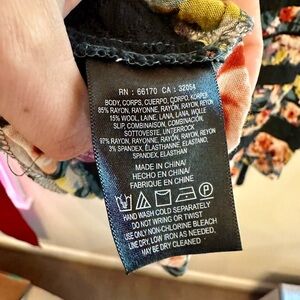 RN : 66170 CA : 32054
BODY, CORPS, CUERPO, CORPO, KORPER
85% RAYON, RAYONNE, RAYON, RAYON, REYON
15% WOOL, LAINE, LANA, LANA, WOLLE
SLIP, COMBINAISON, COMBINACION,
SOTTOVESTE, UNTERROCK
97% RAYON, RAYONNE, RAYON, RAYON, REYON
3% SPANDEX, ELASTHANNE, ELASTANO,
SPANDEX, ELASTHAN
MADE IN CHINA/
HECHO EN CHINA/
FABRIQUE EN CHINE
HAND WASH COLD SEPARATELY
DO NOT WRING OR TWIST
USE ONLY NON-CHLORINE BLEACH
LINE DRY, LOW IRON AS NEEDED,
MAY BE DRY CLEANED